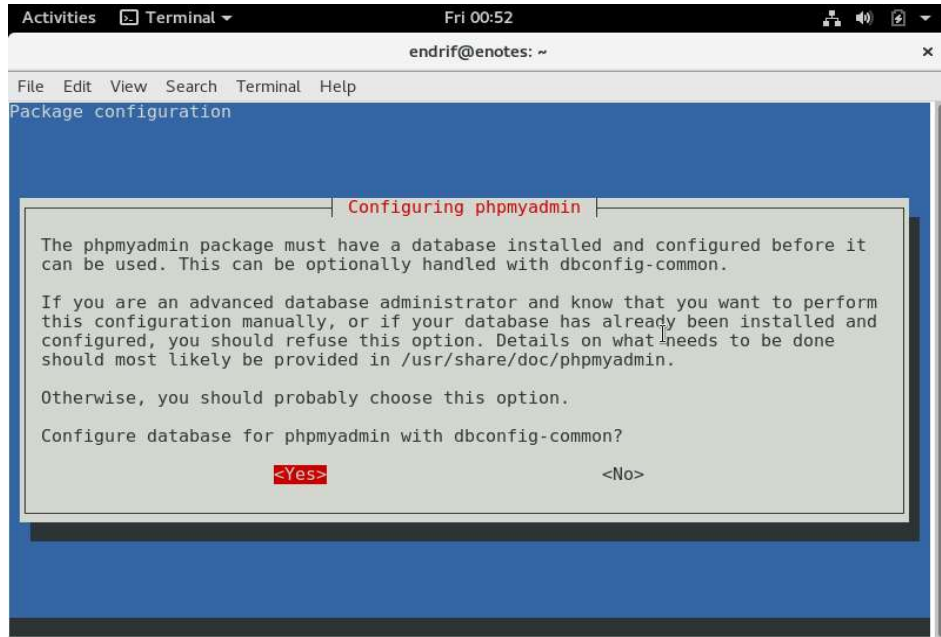 Activities Terminal Fri 00:52
endrif@enotes: ~ ×
File Edit View Search Terminal Help
Package configuration
Configuring phpmyadmin
The phpmyadmin package must have a database installed and configured before it
can be used. This can be optionally handled with dbconfig-common.
If you are an advanced database administrator and know that you want to perform
this configuration manually, or if your database has already been installed and
configured, you should refuse this option. Details on what needs to be done
should most likely be provided in /usr/share/doc/phpmyadmin.
Otherwise, you should probably choose this option.
Configure database for phpmyadmin with dbconfig-common?
<Yes> <No>